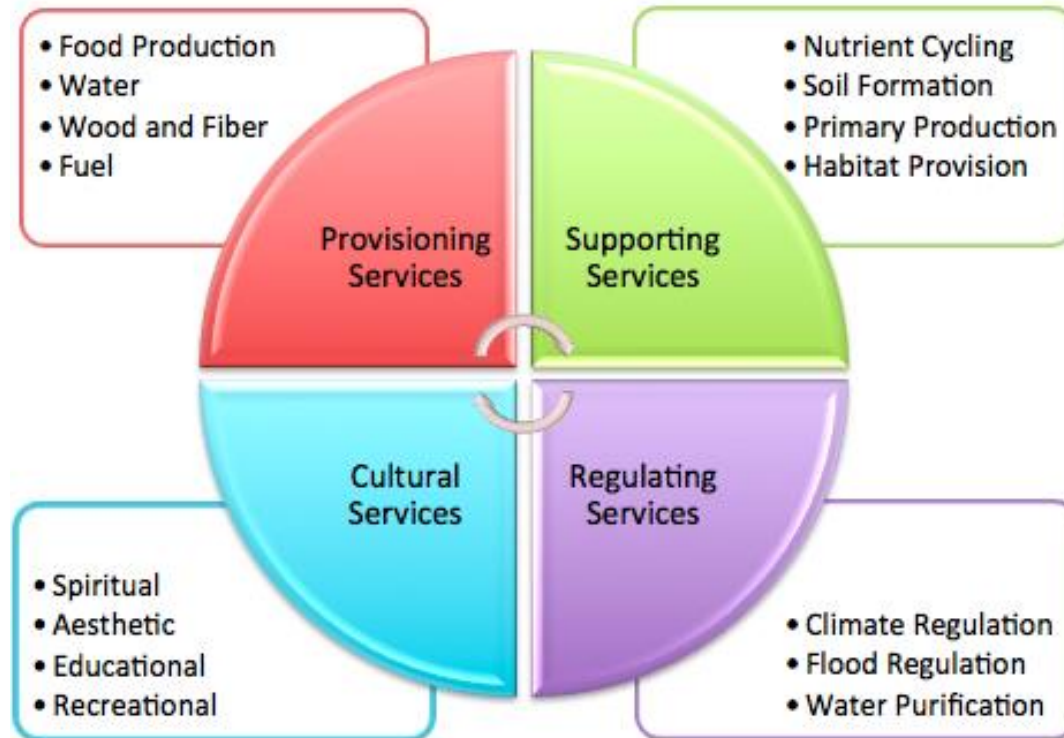 • Food Production
• Water
• Wood and Fiber
• Fuel
• Nutrient Cycling
• Soil Formation
• Primary Production
• Habitat Provision
Provisioning
Services
Supporting
Services
Cultural
Services
Regulating
Services
• Spiritual
• Aesthetic
• Educational
• Recreational
• Climate Regulation
• Flood Regulation
• Water Purification